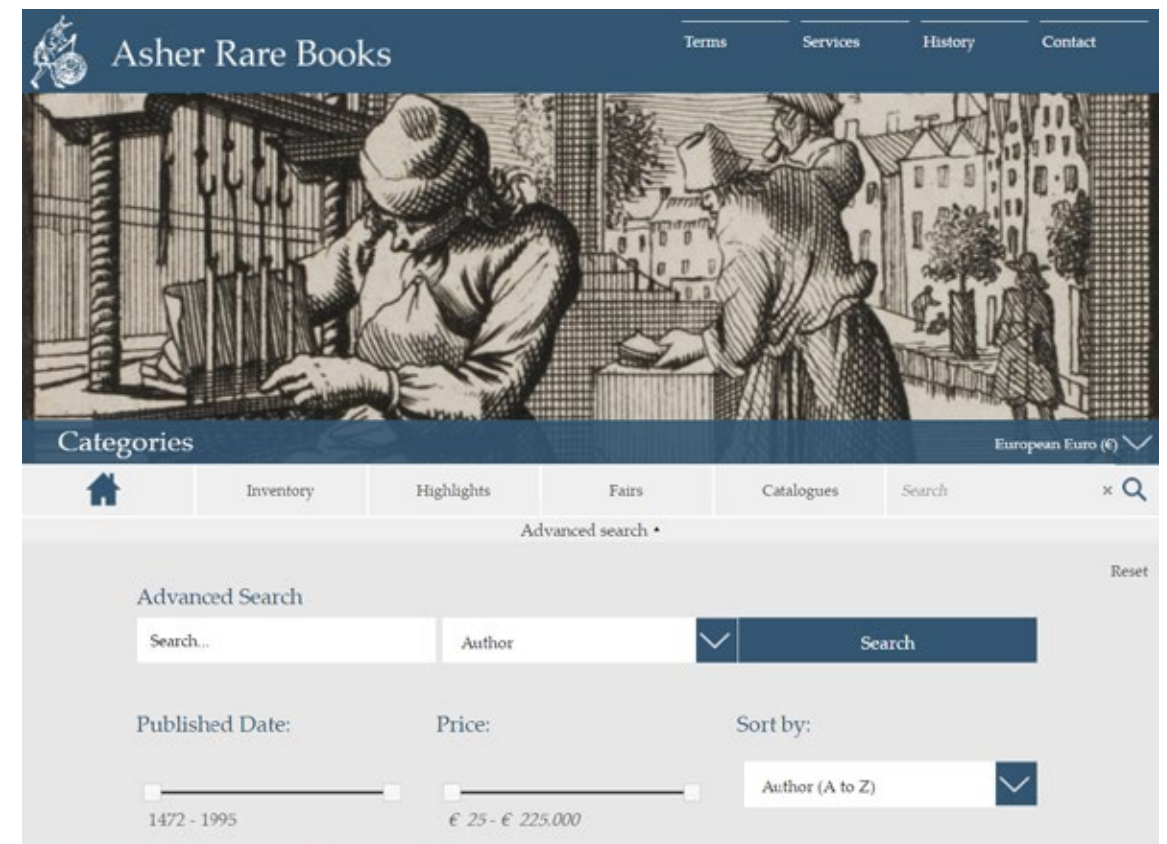 Asher Rare Books
Terms Services History Contact
Categories
European Euro (€)
Inventory Highlights Fairs Catalogues Search ×
Advanced search
Reset
Advanced Search
Search... Author Search
Published Date: Price: Sort by:
Author (A to Z)
1472 - 1995 € 25 - € 225.000